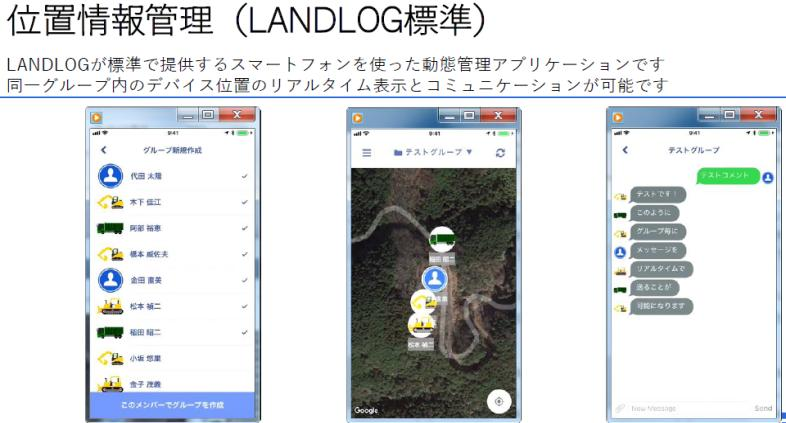 位置情報管理（LANDLOG標準）
LANDLOGが標準で提供するスマートフォンを使った動態管理アプリケーションです
同一グループ内のデバイス位置のリアルタイム表示とコミュニケーションが可能です
9:41
グループ新規作成
代田 太陽
木下 佳江
阿部 裕恵
橋本 威佐夫
金田 直美
松本 禎二
稲田 昭二
小坂 悠果
金子 茂義
このメンバーでグループを作成
9:41
テストグループ ▼
稲田 昭二
松本 禎二
Google
9:41
テストグループ
テストコメント
テストです！
このように
グループ毎に
メッセージを
リアルタイムで
送ることが
可能になります
New Message
Send